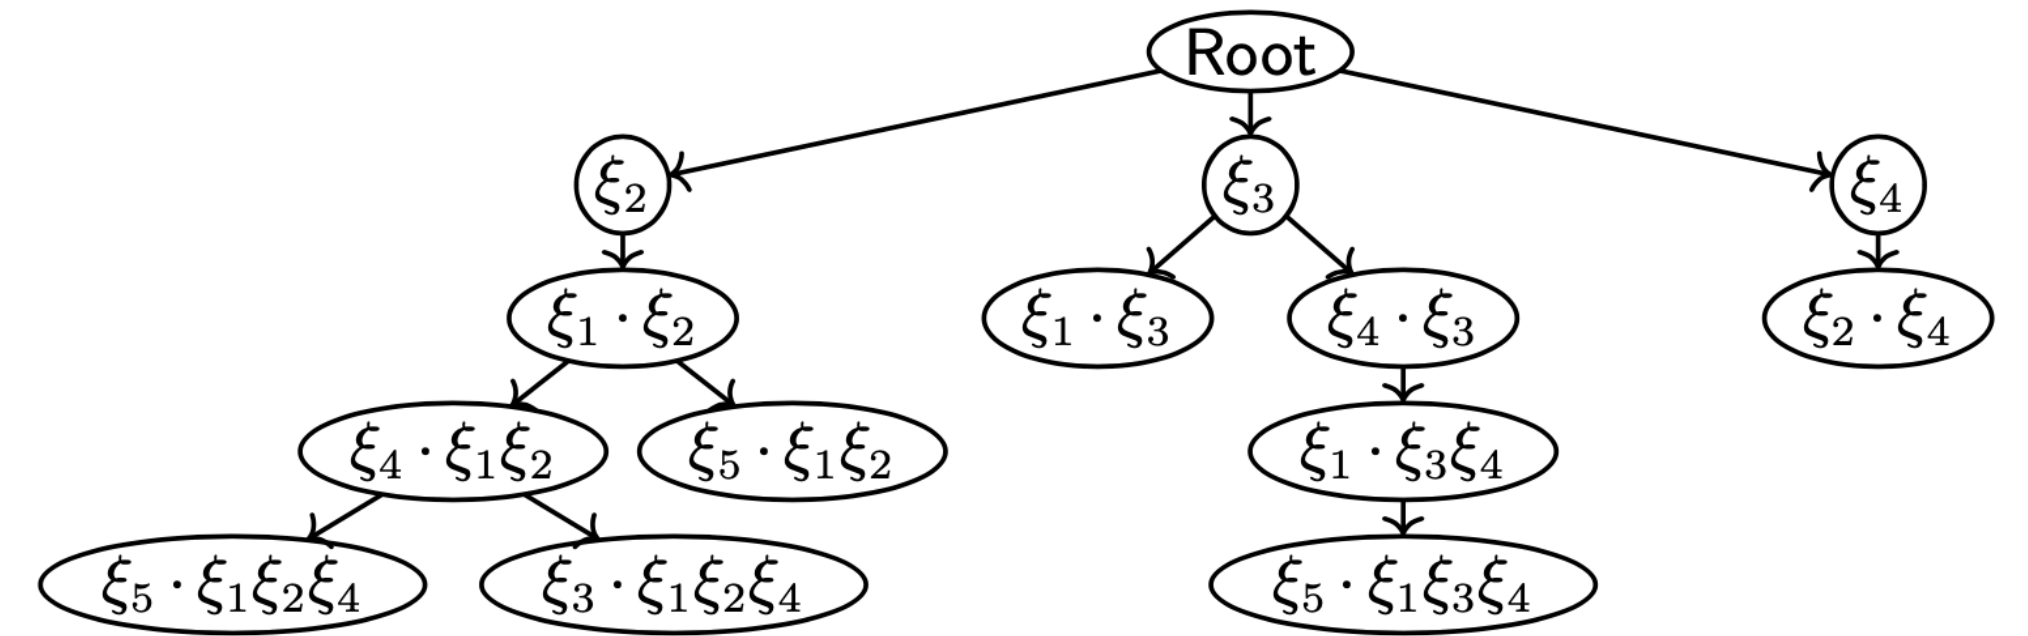 Root
ξ₂
ξ₃
ξ₄
ξ₁ · ξ₂
ξ₁ · ξ₃
ξ₄ · ξ₃
ξ₂ · ξ₄
ξ₄ · ξ₁ξ₂
ξ₅ · ξ₁ξ₂
ξ₁ · ξ₃ξ₄
ξ₅ · ξ₁ξ₂ξ₄
ξ₃ · ξ₁ξ₂ξ₄
ξ₅ · ξ₁ξ₃ξ₄